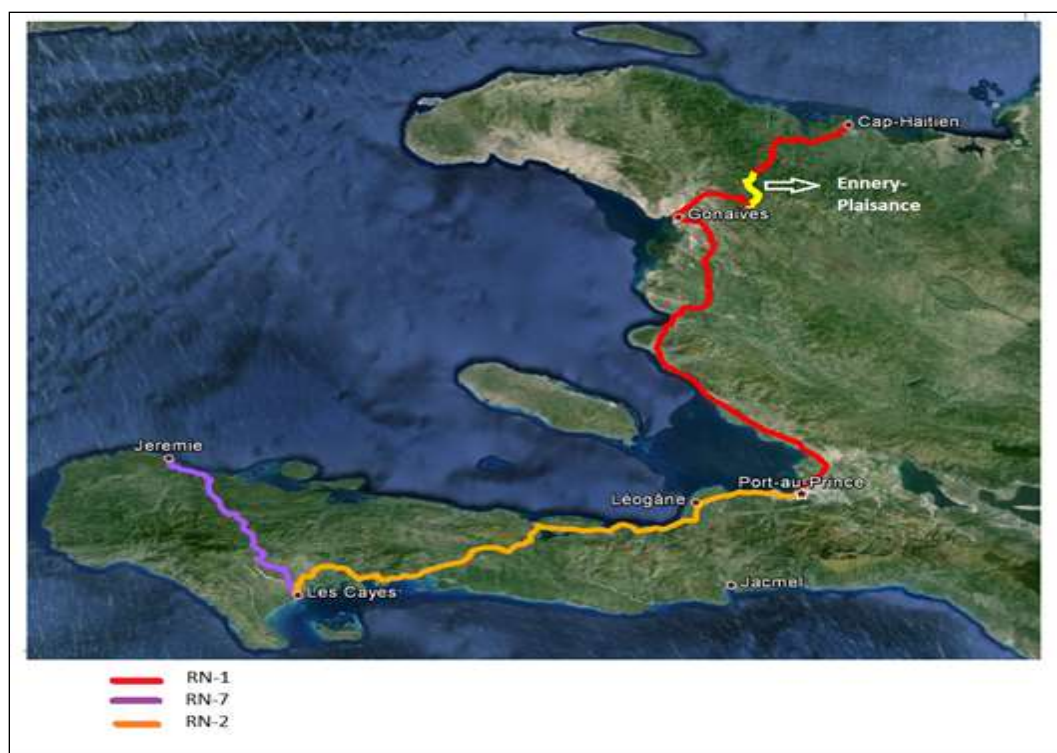 Cap-Haitien
Ennery-
Plaisance
Gonaives
Jeremie
Port-au-Prince
Léogâne
Les Cayes
Jacmel
RN-1
RN-7
RN-2